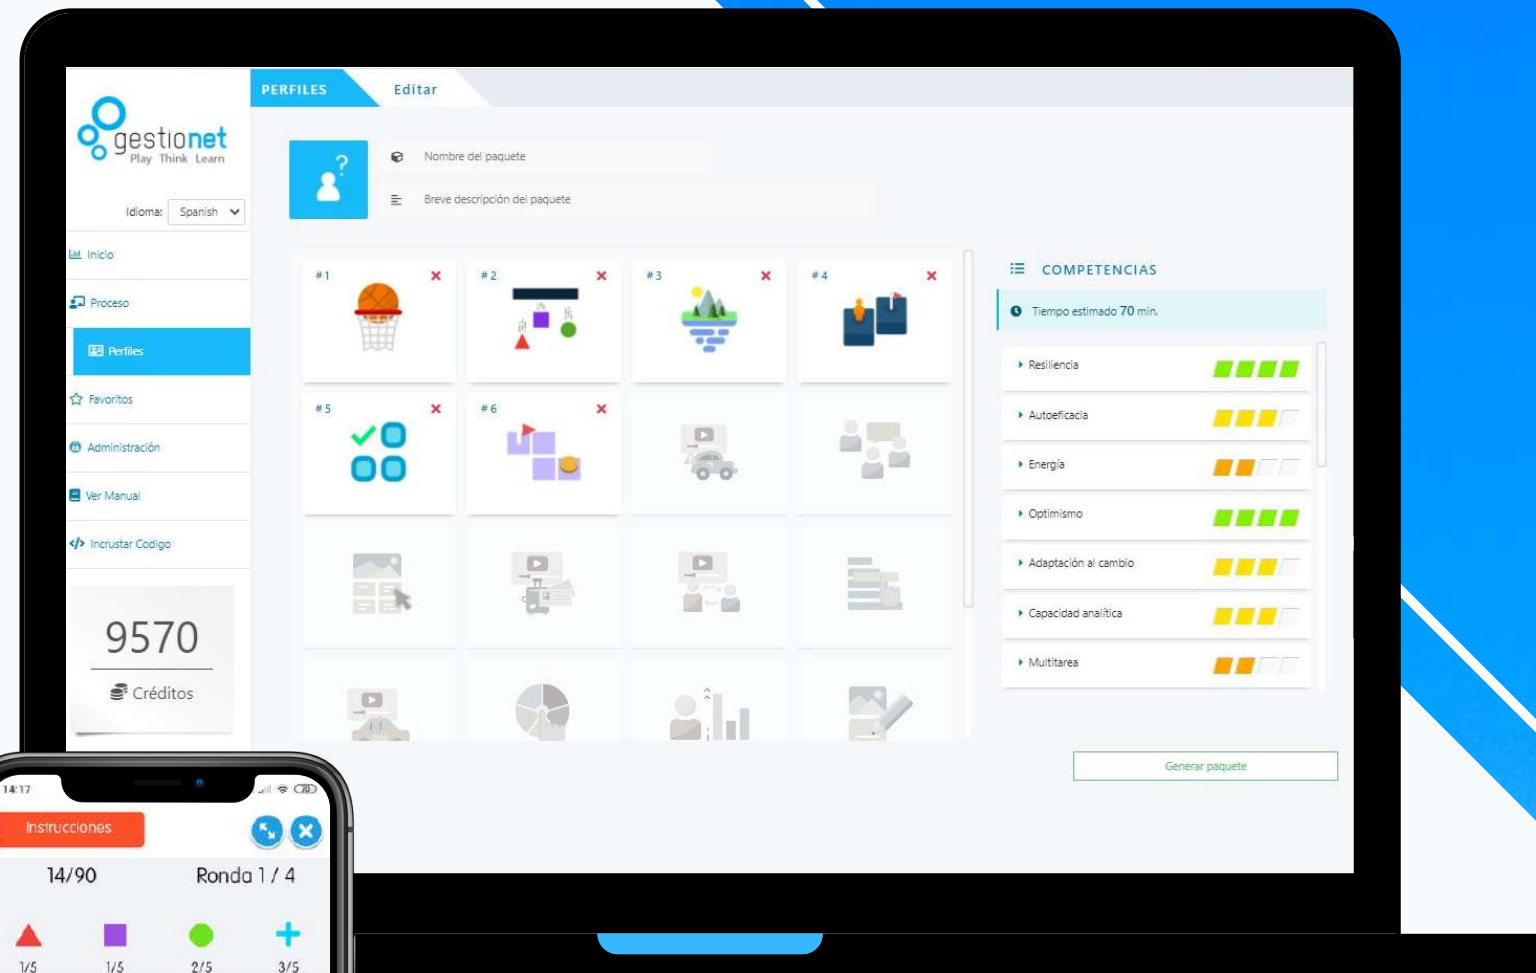 PERFILES
Editar
gestionet
Play Think Learn
Idioma: Spanish
Inicio
Proceso
Perfiles
Favoritos
Administración
Ver Manual
Incrustar Codigo
9570
Créditos
?
Nombre del paquete
Breve descripción del paquete
#1
#2
#3
#4
#5
#6
COMPETENCIAS
Tiempo estimado 70 min.
Resiliencia
Autoeficacia
Energía
Optimismo
Adaptación al cambio
Capacidad analítica
Multitarea
Generar paquete
14:17
Instrucciones
14/90 Ronda 1 / 4
1/5 1/5 2/5 3/5